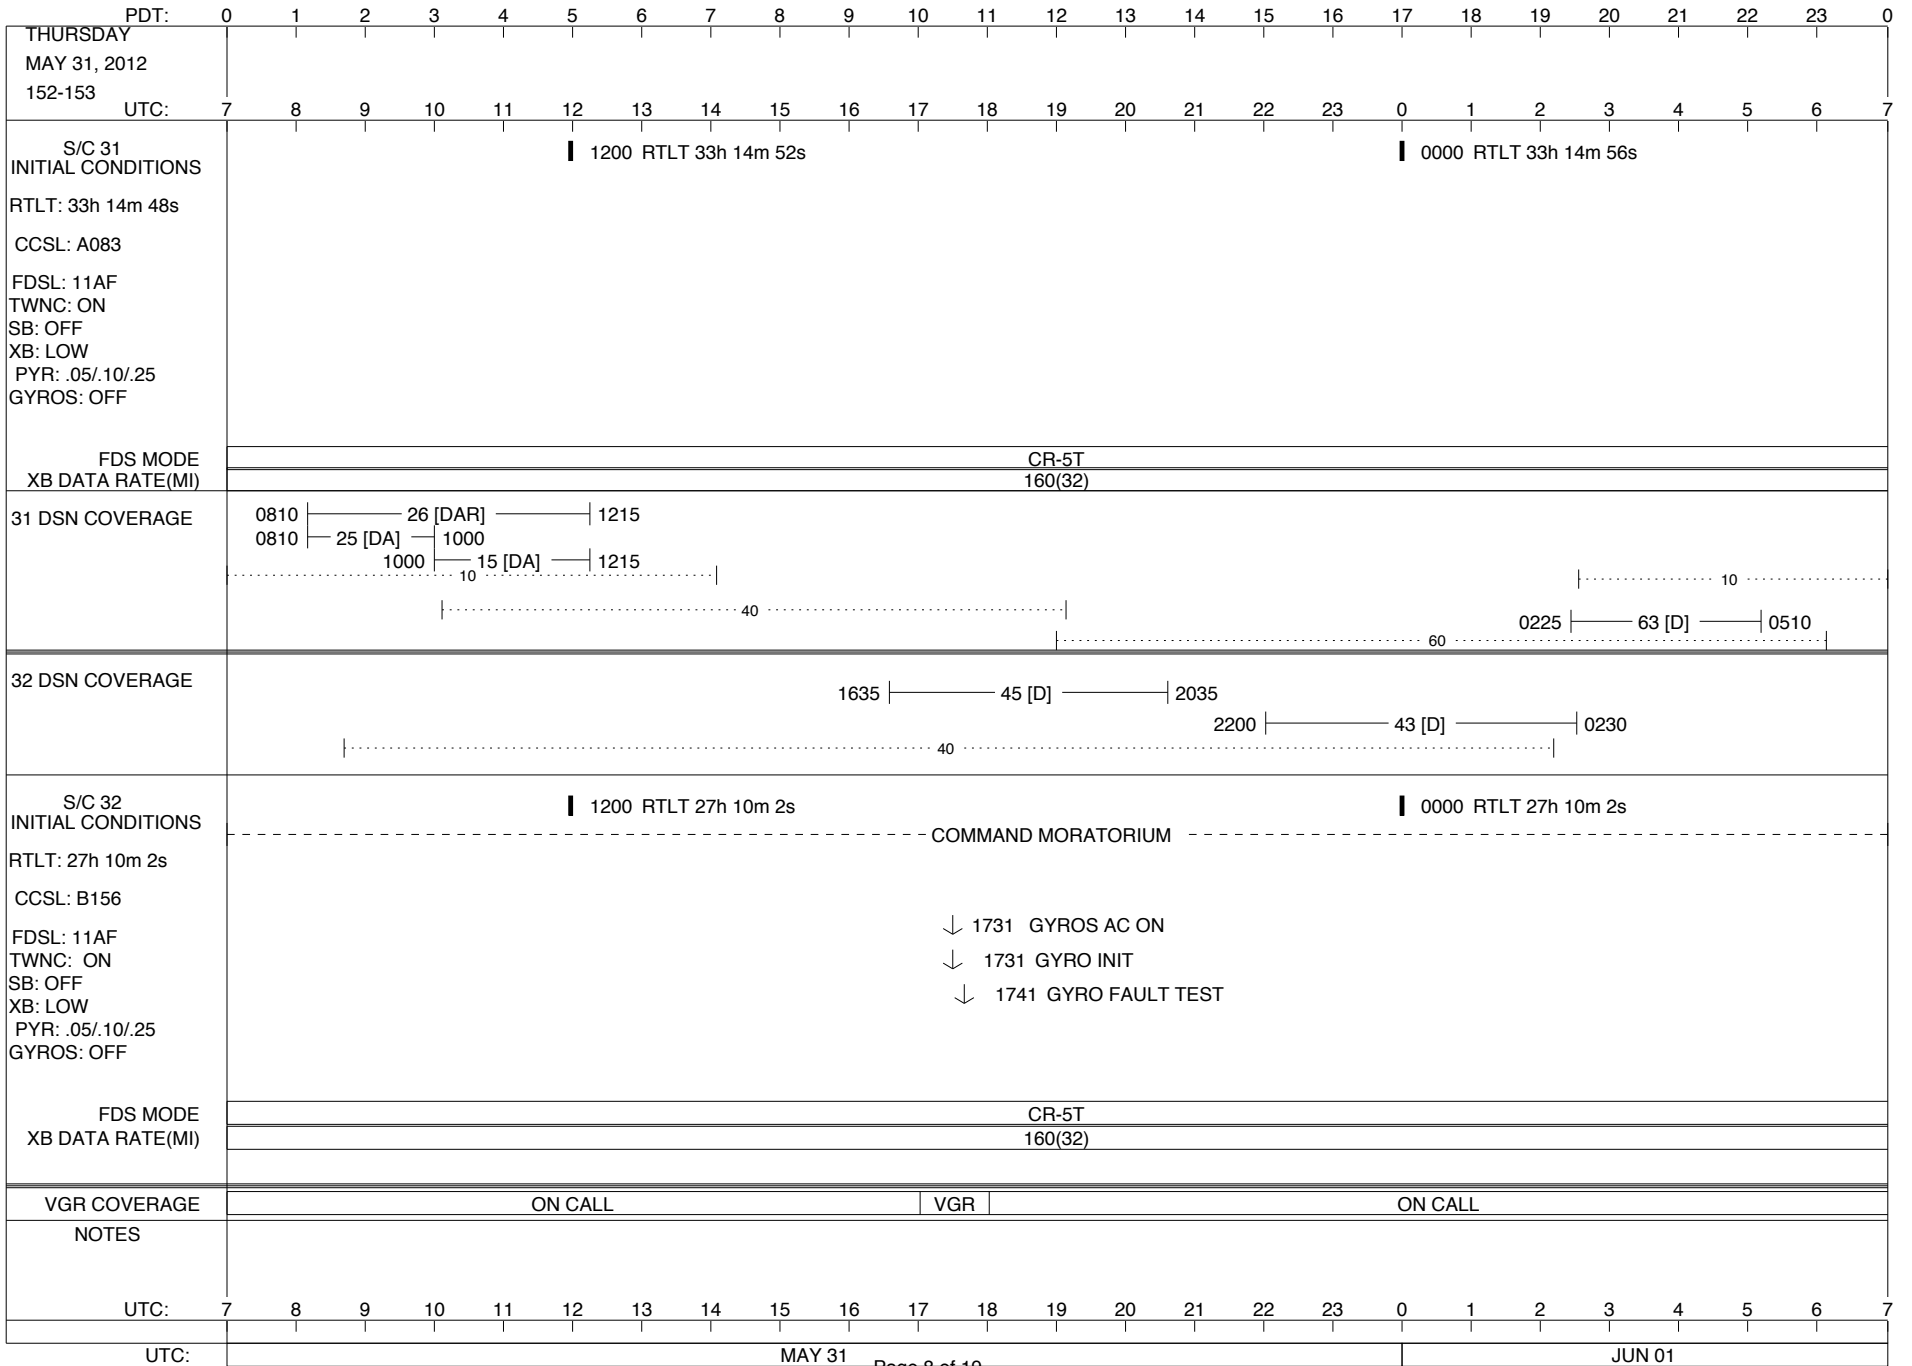 PDT: 0 1 2 3 4 5 6 7 8 9 10 11 12 13 14 15 16 17 18 19 20 21 22 23 0
THURSDAY
MAY 31, 2012
152-153
UTC: 7 8 9 10 11 12 13 14 15 16 17 18 19 20 21 22 23 0 1 2 3 4 5 6 7
S/C 31
INITIAL CONDITIONS
1200 RTLT 33h 14m 52s
0000 RTLT 33h 14m 56s
RTLT: 33h 14m 48s
CCSL: A083
FDSL: 11AF
TWNC: ON
SB: OFF
XB: LOW
PYR: .05/.10/.25
GYROS: OFF
FDS MODE CR-5T
XB DATA RATE(MI) 160(32)
31 DSN COVERAGE
0810 26 [DAR] 1215
0810 25 [DA] 1000
1000 15 [DA] 1215
10 10
40
0225 63 [D] 0510
60
32 DSN COVERAGE
1635 45 [D] 2035
2200 43 [D] 0230
40
S/C 32
INITIAL CONDITIONS
1200 RTLT 27h 10m 2s
0000 RTLT 27h 10m 2s
COMMAND MORATORIUM
RTLT: 27h 10m 2s
CCSL: B156
FDSL: 11AF
TWNC: ON
SB: OFF
XB: LOW
PYR: .05/.10/.25
GYROS: OFF
1731 GYROS AC ON
1731 GYRO INIT
1741 GYRO FAULT TEST
FDS MODE CR-5T
XB DATA RATE(MI) 160(32)
VGR COVERAGE ON CALL VGR ON CALL
NOTES
UTC: 7 8 9 10 11 12 13 14 15 16 17 18 19 20 21 22 23 0 1 2 3 4 5 6 7
UTC: MAY 31 JUN 01
Page 8 of 19